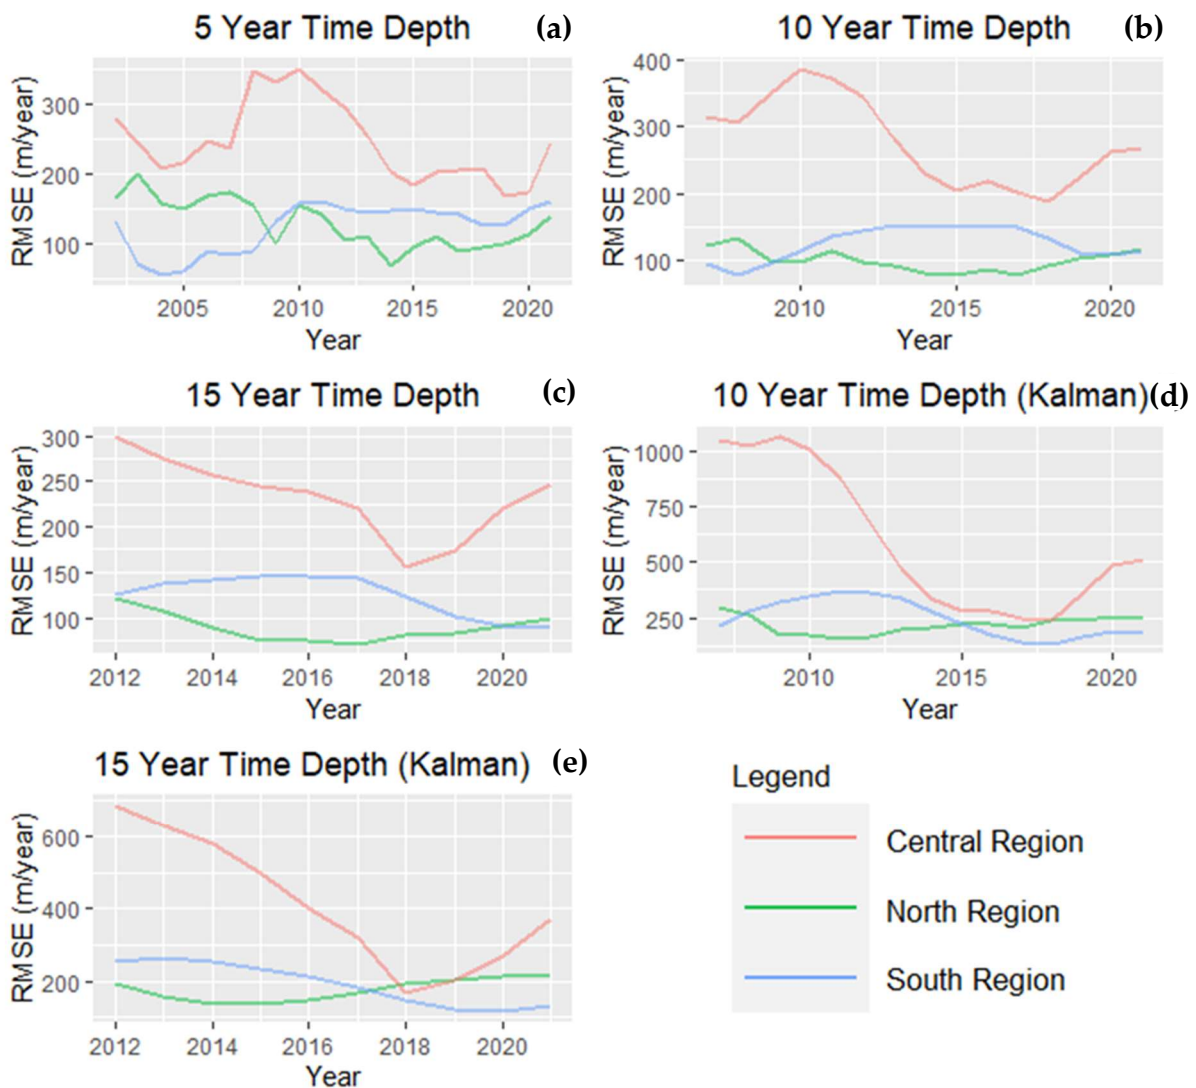 5 Year Time Depth (a)
RMSE (m/year)
300
200
100
2005 2010 2015 2020
Year
10 Year Time Depth (b)
RMSE (m/year)
400
300
200
100
2010 2015 2020
Year
15 Year Time Depth (c)
RMSE (m/year)
300
250
200
150
100
2012 2014 2016 2018 2020
Year
10 Year Time Depth (Kalman) (d)
RMSE (m/year)
1000
750
500
250
2010 2015 2020
Year
15 Year Time Depth (Kalman) (e)
RMSE (m/year)
600
400
200
2012 2014 2016 2018 2020
Year
Legend
Central Region
North Region
South Region